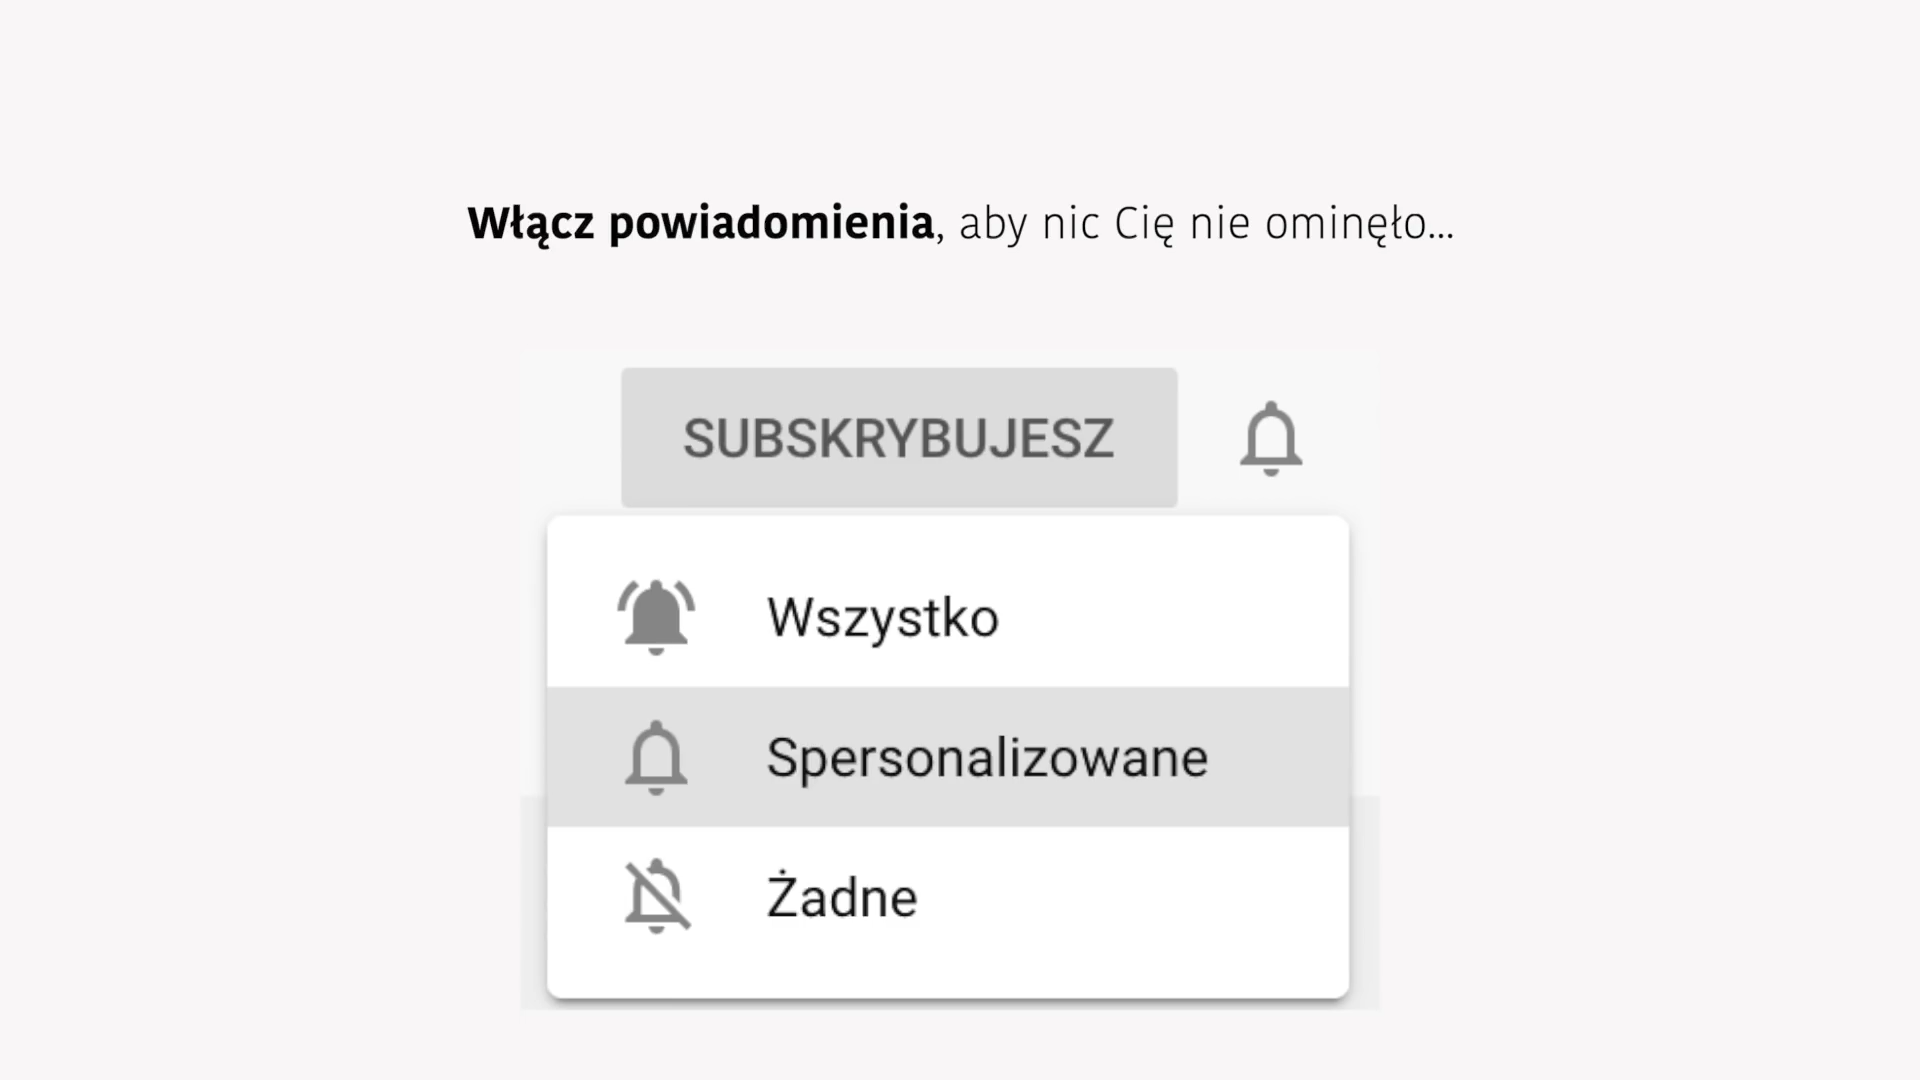 Włącz powiadomienia, aby nic Cię nie ominęło...
SUBSKRYBUJESZ
Wszystko
Spersonalizowane
Żadne